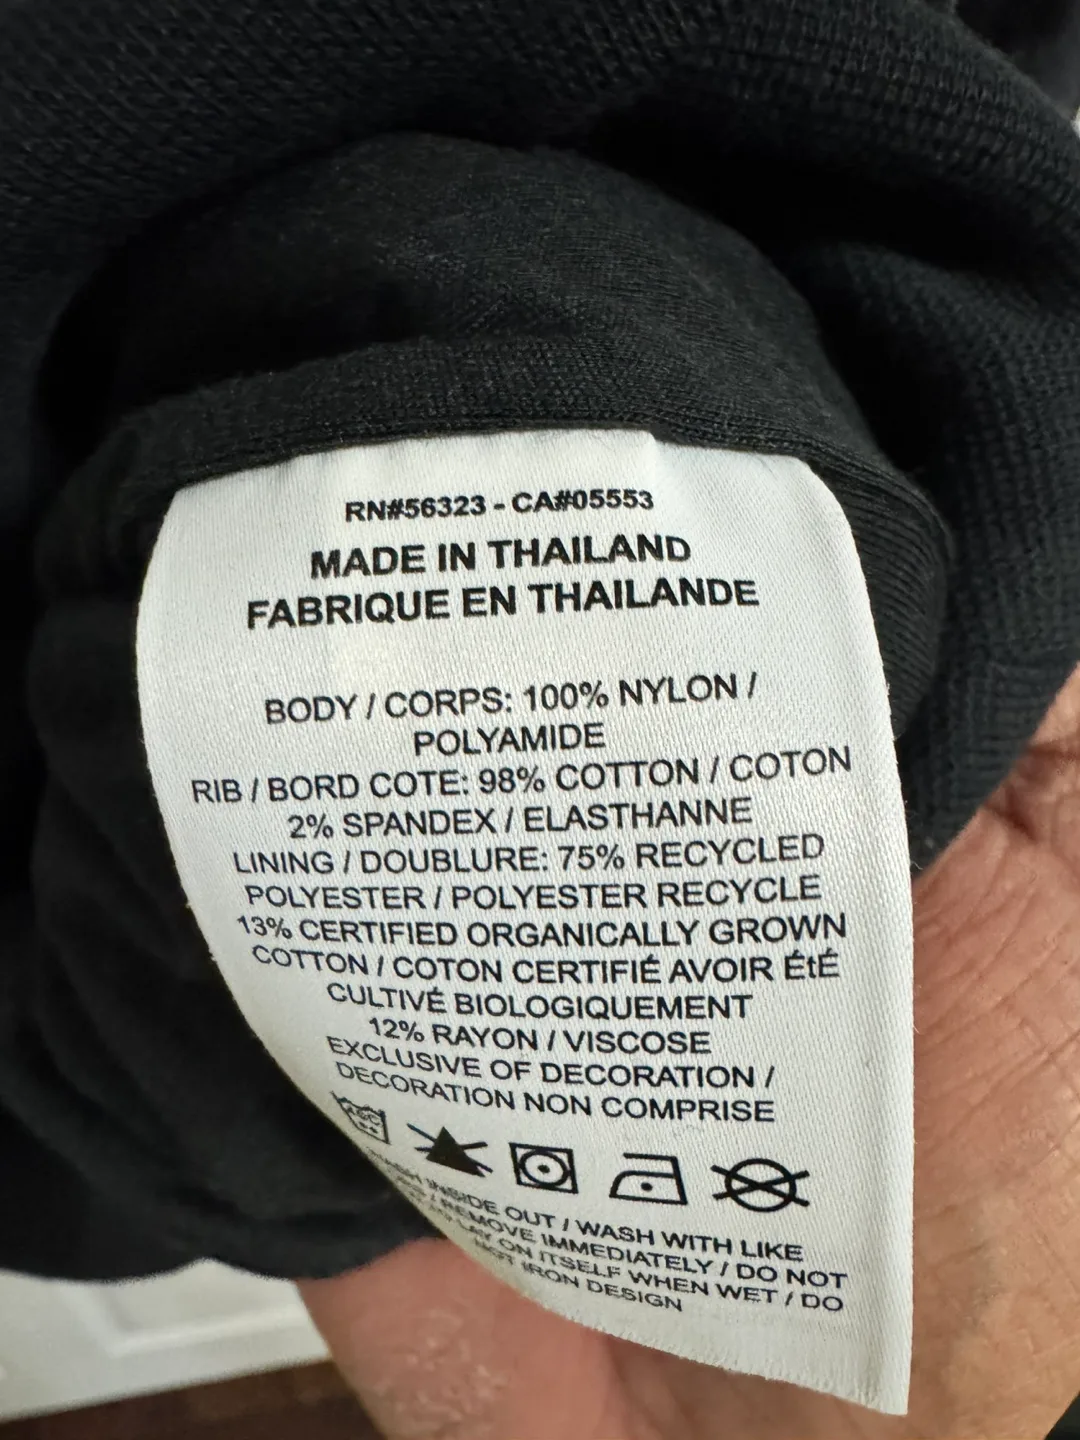 RN#56323 - CA#05553
MADE IN THAILAND
FABRIQUE EN THAILANDE
BODY / CORPS: 100% NYLON /
POLYAMIDE
RIB / BORD COTE: 98% COTTON / COTON
2% SPANDEX / ELASTHANNE
LINING / DOUBLURE: 75% RECYCLED
POLYESTER / POLYESTER RECYCLE
13% CERTIFIED ORGANICALLY GROWN
COTTON / COTON CERTIFIÉ AVOIR ÉtÉ
CULTIVÉ BIOLOGIQUEMENT
12% RAYON / VISCOSE
EXCLUSIVE OF DECORATION /
DECORATION NON COMPRISE
WASH INSIDE OUT / WASH WITH LIKE
/ REMOVE IMMEDIATELY / DO NOT
LAY ON ITSELF WHEN WET / DO
NOT IRON DESIGN